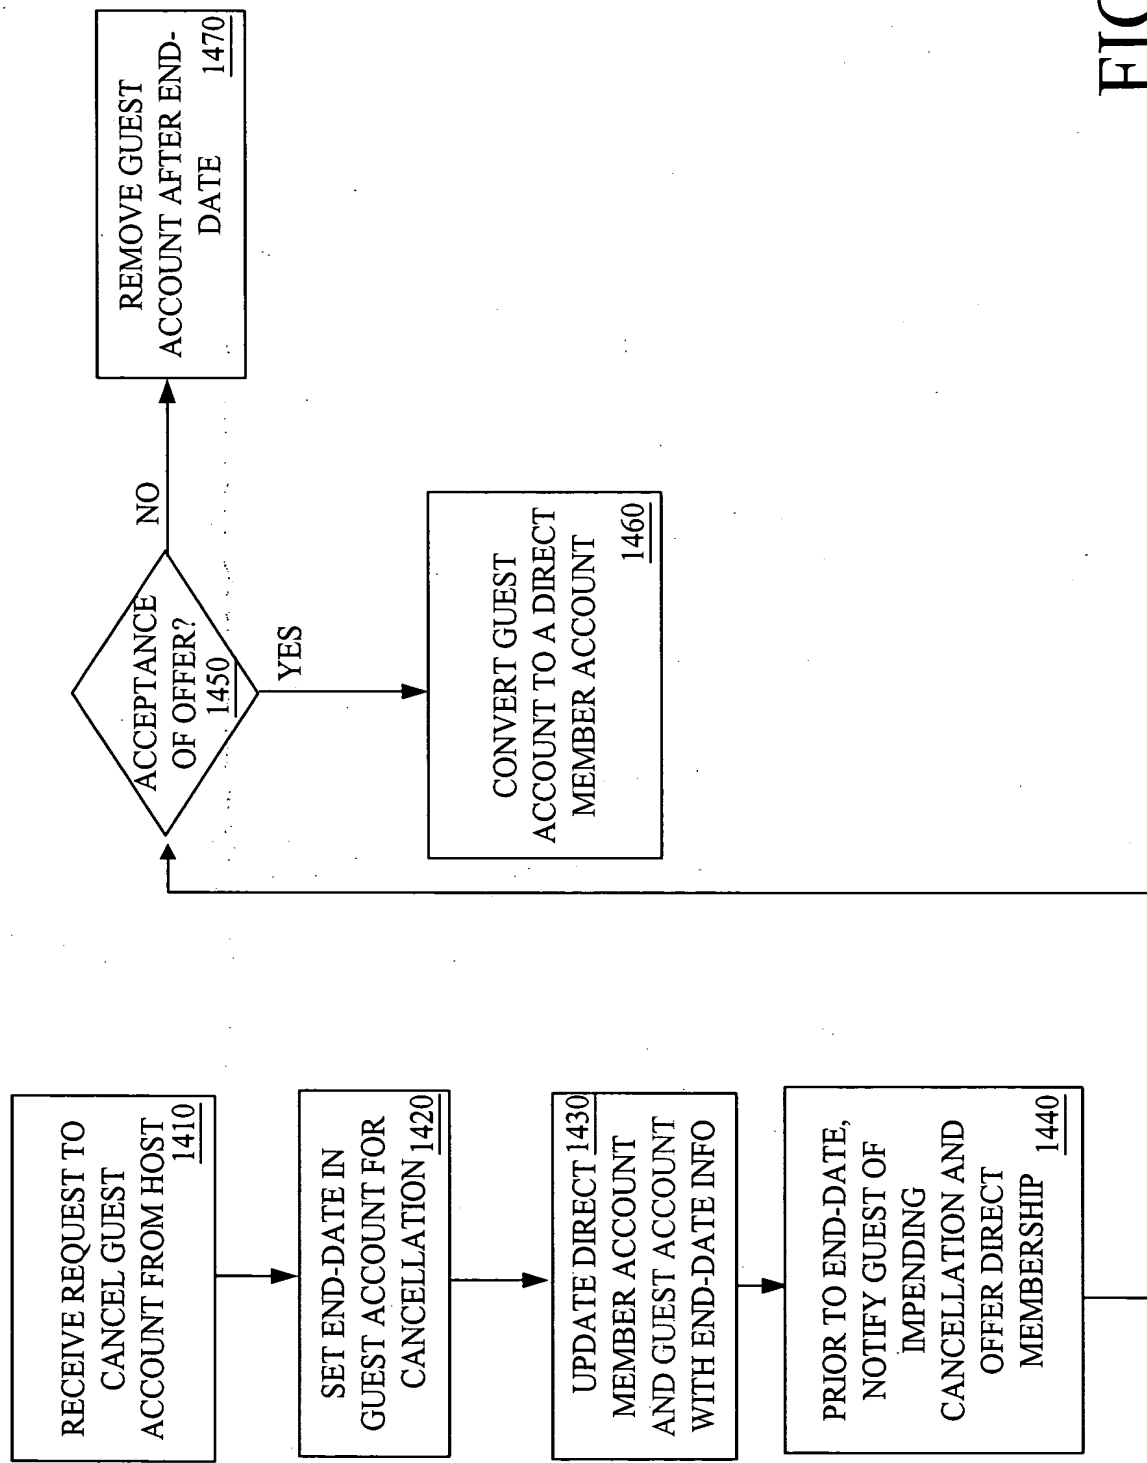 RECEIVE REQUEST TO
CANCEL GUEST
ACCOUNT FROM HOST
1410
SET END-DATE IN
GUEST ACCOUNT FOR
CANCELLATION 1420
UPDATE DIRECT 1430
MEMBER ACCOUNT
AND GUEST ACCOUNT
WITH END-DATE INFO
PRIOR TO END-DATE,
NOTIFY GUEST OF
IMPENDING
CANCELLATION AND
OFFER DIRECT
MEMBERSHIP 1440
ACCEPTANCE
OF OFFER?
1450
YES
NO
CONVERT GUEST
ACCOUNT TO A DIRECT
MEMBER ACCOUNT
1460
REMOVE GUEST
ACCOUNT AFTER END-
DATE 1470